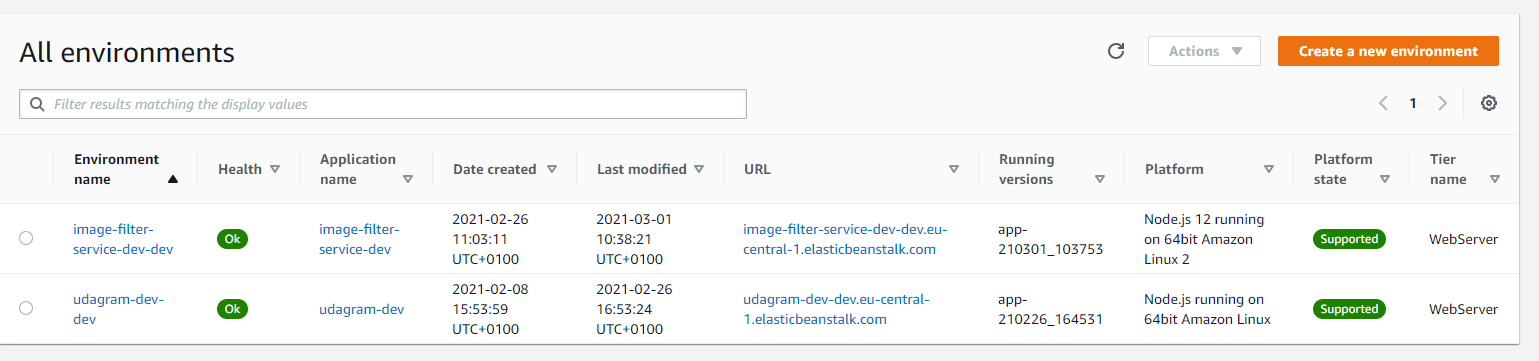 All environments
Actions
Create a new environment
Filter results matching the display values
1
Environment name
Health
Application name
Date created
Last modified
URL
Running versions
Platform
Platform state
Tier name
image-filter-
service-dev-dev
Ok
image-filter-
service-dev
2021-02-26
11:03:11
UTC+0100
2021-03-01
10:38:21
UTC+0100
image-filter-service-dev-dev.eu-
central-1.elasticbeanstalk.com
app-
210301_103753
Node.js 12 running
on 64bit Amazon
Linux 2
Supported
WebServer
udagram-dev-
dev
Ok
udagram-dev
2021-02-08
15:53:59
UTC+0100
2021-02-26
16:53:24
UTC+0100
udagram-dev-dev.eu-central-
1.elasticbeanstalk.com
app-
210226_164531
Node.js running on
64bit Amazon Linux
Supported
WebServer